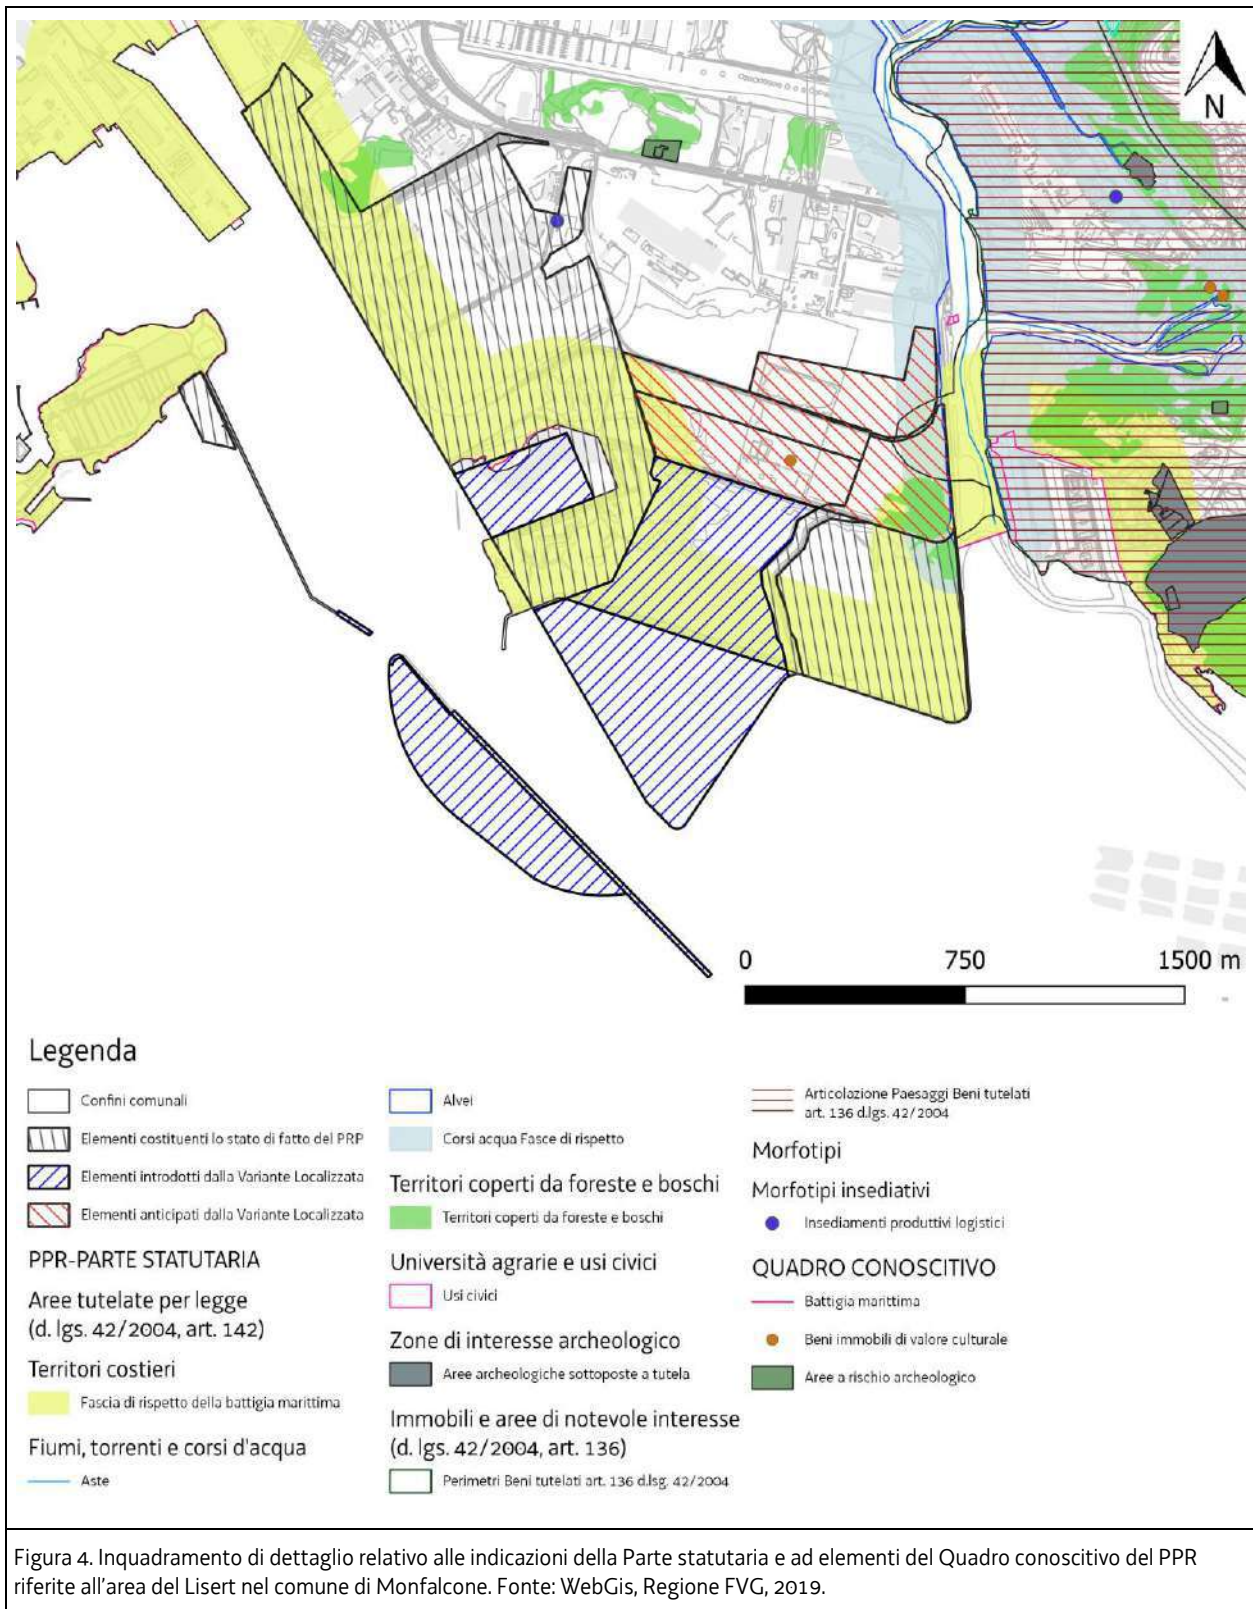 N
0 750 1500 m
Legenda
Confini comunali
Elementi costituenti lo stato di fatto del PRP
Elementi introdotti dalla Variante Localizzata
Elementi anticipati dalla Variante Localizzata
PPR-PARTE STATUTARIA
Aree tutelate per legge
(d. lgs. 42/2004, art. 142)
Territori costieri
Fascia di rispetto della battigia marittima
Fiumi, torrenti e corsi d'acqua
Aste
Alvei
Corsi acqua Fasce di rispetto
Territori coperti da foreste e boschi
Territori coperti da foreste e boschi
Università agrarie e usi civici
Usi civici
Zone di interesse archeologico
Aree archeologiche sottoposte a tutela
Immobili e aree di notevole interesse
(d. lgs. 42/2004, art. 136)
Perimetri Beni tutelati art. 136 d.lsg. 42/2004
Articolazione Paesaggi Beni tutelati
art. 136 d.lgs. 42/2004
Morfotipi
Morfotipi insediativi
Insediamenti produttivi logistici
QUADRO CONOSCITIVO
Battigia marittima
Beni immobili di valore culturale
Aree a rischio archeologico
Figura 4. Inquadramento di dettaglio relativo alle indicazioni della Parte statutaria e ad elementi del Quadro conoscitivo del PPR
riferite all'area del Lisert nel comune di Monfalcone. Fonte: WebGis, Regione FVG, 2019.